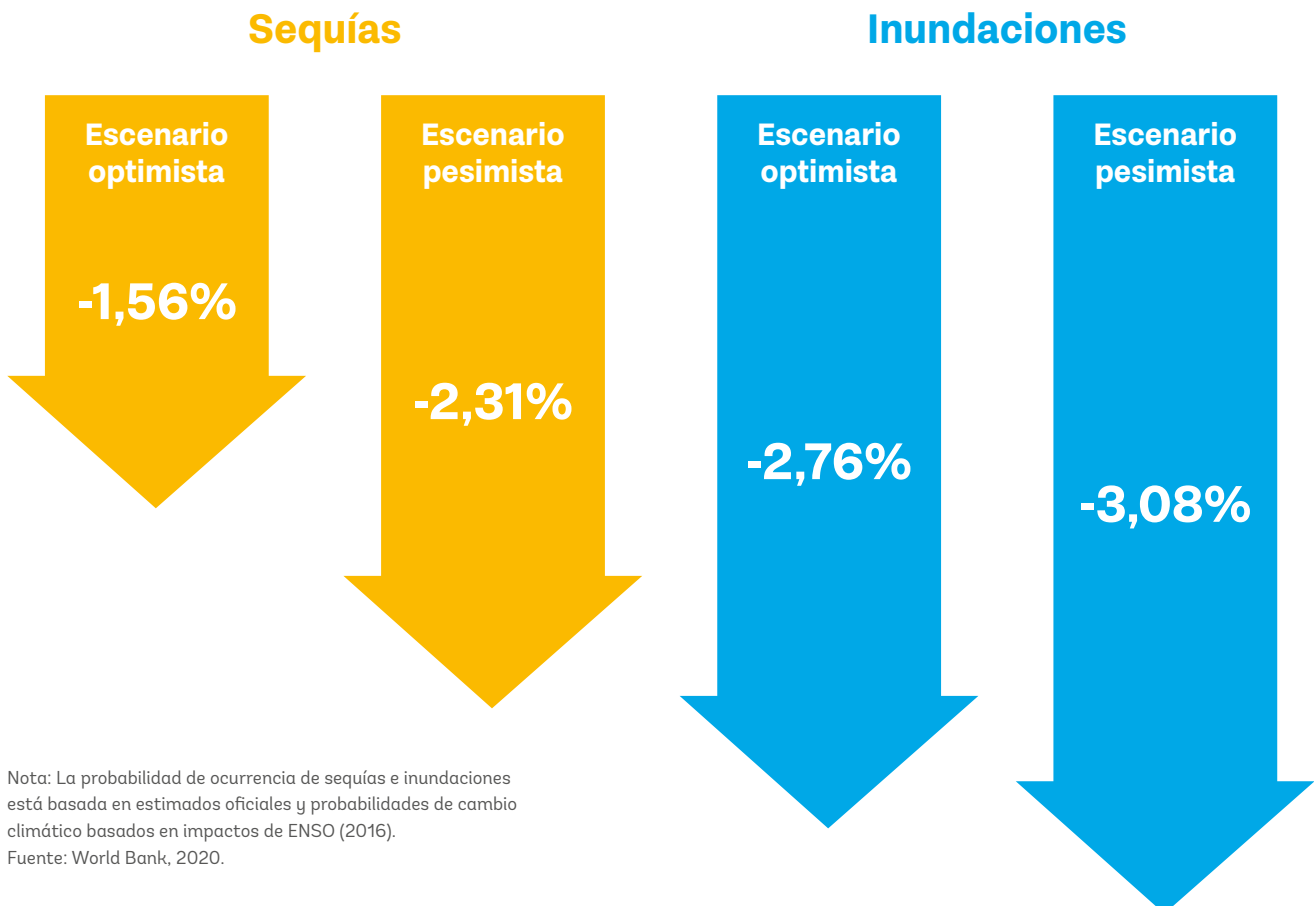 Sequías
Inundaciones
Escenario
optimista
-1,56%
Escenario
pesimista
-2,31%
Escenario
optimista
-2,76%
Escenario
pesimista
-3,08%
Nota: La probabilidad de ocurrencia de sequías e inundaciones
está basada en estimados oficiales y probabilidades de cambio
climático basados en impactos de ENSO (2016).
Fuente: World Bank, 2020.